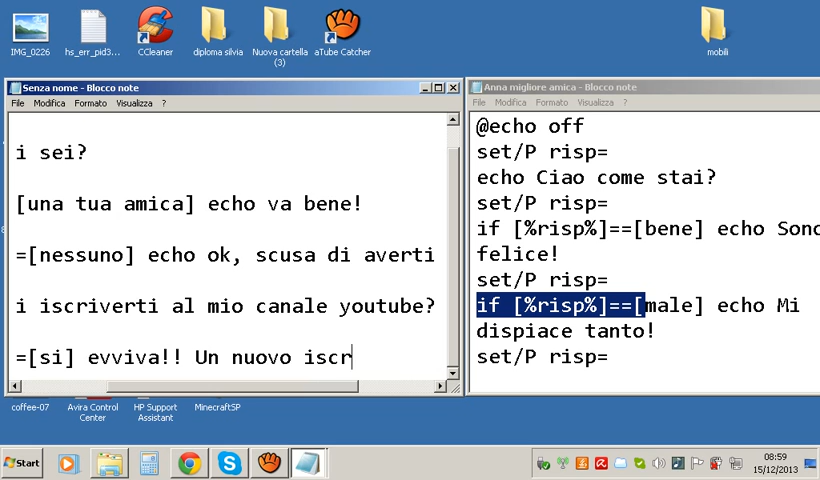 IMG_0226
hs_err_pid3...
CCleaner
diploma silvia
Nuova cartella
(3)
aTube Catcher
mobili
Senza nome - Blocco note
File Modifica Formato Visualizza ?
i sei?
[una tua amica] echo va bene!
=[nessuno] echo ok, scusa di averti
i iscriverti al mio canale youtube?
=[si] evviva!! Un nuovo iscr
Anna migliore amica - Blocco note
File Modifica Formato Visualizza ?
@echo off
set/P risp=
echo Ciao come stai?
set/P risp=
if [%risp%]==[bene] echo Sono
felice!
set/P risp=
if [%risp%]==[male] echo Mi
dispiace tanto!
set/P risp=
coffee-07
Avira Control
Center
HP Support
Assistant
MinecraftSP
Start
08:59
15/12/2013